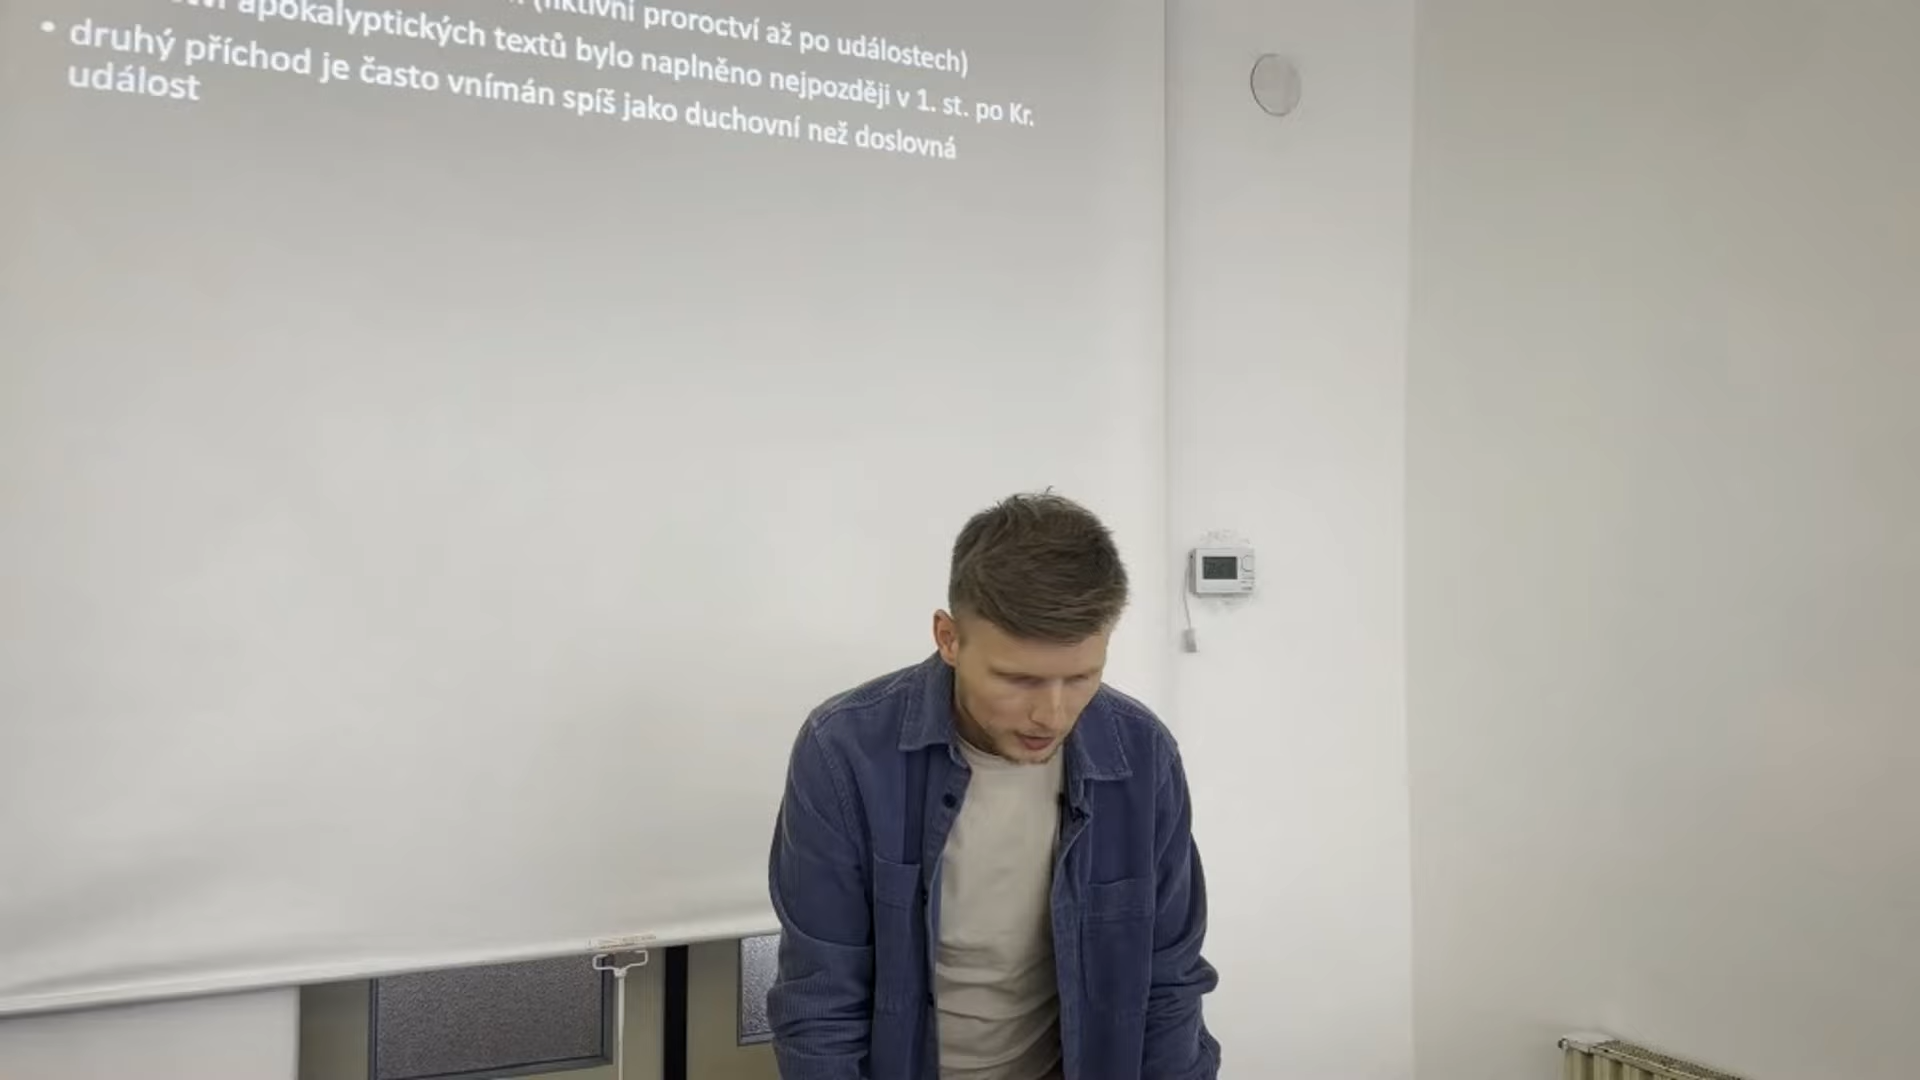 proroctví až po událostech)
apokalyptických textů bylo naplněno nejpozději v 1. st. po Kr.
• druhý příchod je často vnímán spíš jako duchovní než doslovná
událost